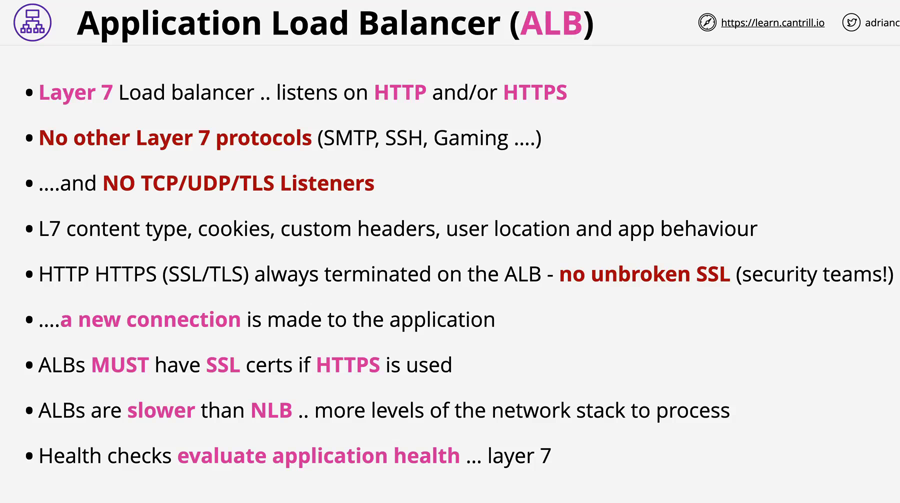 Application Load Balancer (ALB)
https://learn.cantrill.io
adrianc
• Layer 7 Load balancer .. listens on HTTP and/or HTTPS
• No other Layer 7 protocols (SMTP, SSH, Gaming ....)
• ....and NO TCP/UDP/TLS Listeners
• L7 content type, cookies, custom headers, user location and app behaviour
• HTTP HTTPS (SSL/TLS) always terminated on the ALB - no unbroken SSL (security teams!)
• ....a new connection is made to the application
• ALBs MUST have SSL certs if HTTPS is used
• ALBs are slower than NLB .. more levels of the network stack to process
• Health checks evaluate application health ... layer 7